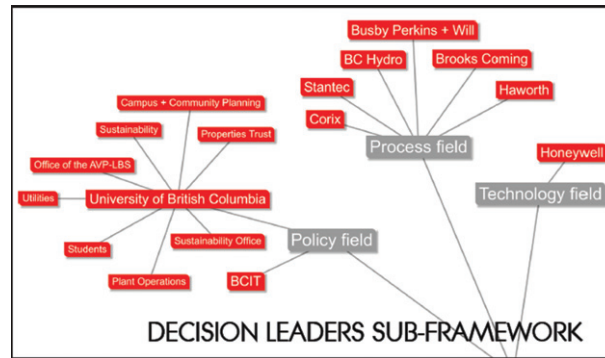 Busby Perkins + Will
BC Hydro
Brooks Coming
Stantec
Haworth
Corix
Process field
Honeywell
Technology field
Campus + Community Planning
Sustainability
Properties Trust
Office of the AVP-LBS
Utilities
University of British Columbia
Students
Sustainability Office
Plant Operations
Policy field
BCIT
DECISION LEADERS SUB-FRAMEWORK